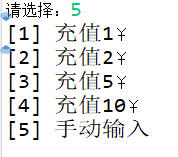 请选择：5
[1] 充值1¥
[2] 充值2¥
[3] 充值5¥
[4] 充值10¥
[5] 手动输入